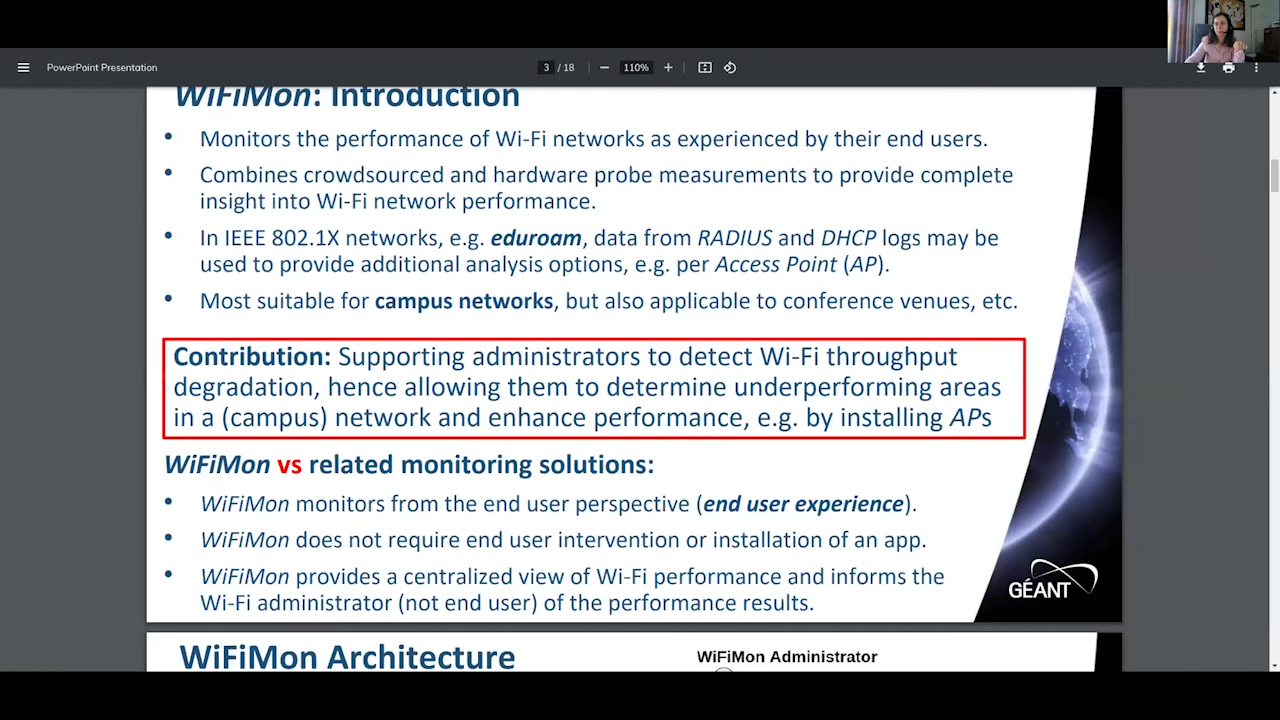 PowerPoint Presentation
3 / 18
110%
WiFiMon: Introduction
• Monitors the performance of Wi-Fi networks as experienced by their end users.
• Combines crowdsourced and hardware probe measurements to provide complete
insight into Wi-Fi network performance.
• In IEEE 802.1X networks, e.g. eduroam, data from RADIUS and DHCP logs may be
used to provide additional analysis options, e.g. per Access Point (AP).
• Most suitable for campus networks, but also applicable to conference venues, etc.
Contribution: Supporting administrators to detect Wi-Fi throughput
degradation, hence allowing them to determine underperforming areas
in a (campus) network and enhance performance, e.g. by installing APs
WiFiMon vs related monitoring solutions:
• WiFiMon monitors from the end user perspective (end user experience).
• WiFiMon does not require end user intervention or installation of an app.
• WiFiMon provides a centralized view of Wi-Fi performance and informs the
Wi-Fi administrator (not end user) of the performance results.
GÉANT
WiFiMon Architecture
WiFiMon Administrator